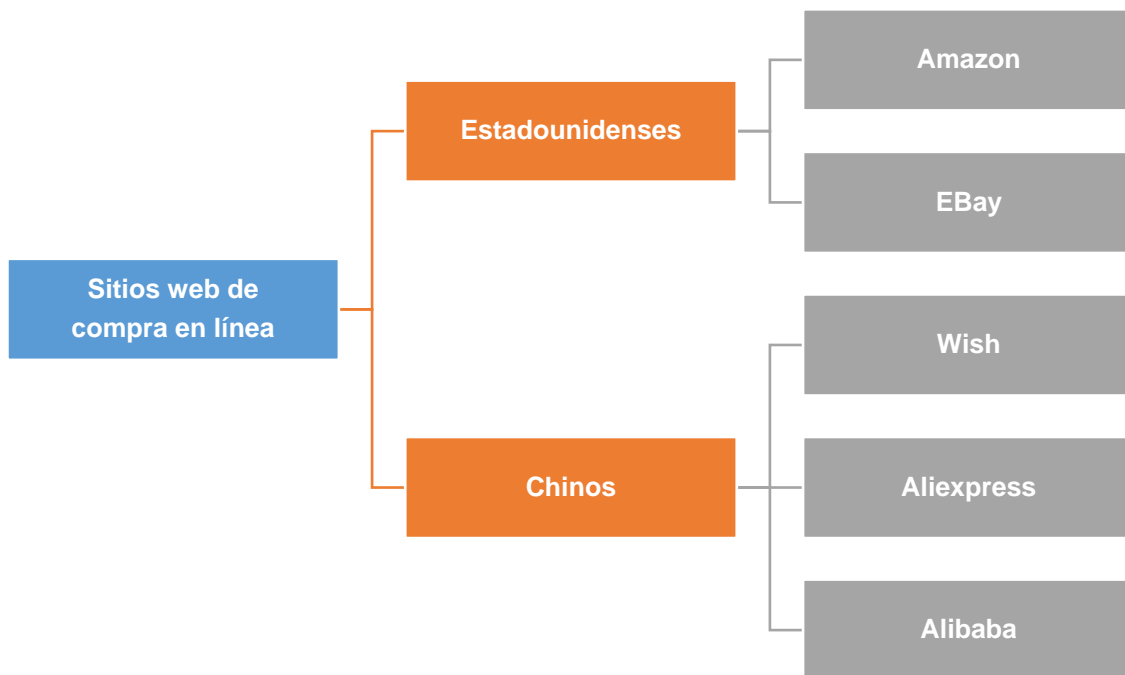 Sitios web de
compra en línea
Estadounidenses
Amazon
EBay
Chinos
Wish
Aliexpress
Alibaba